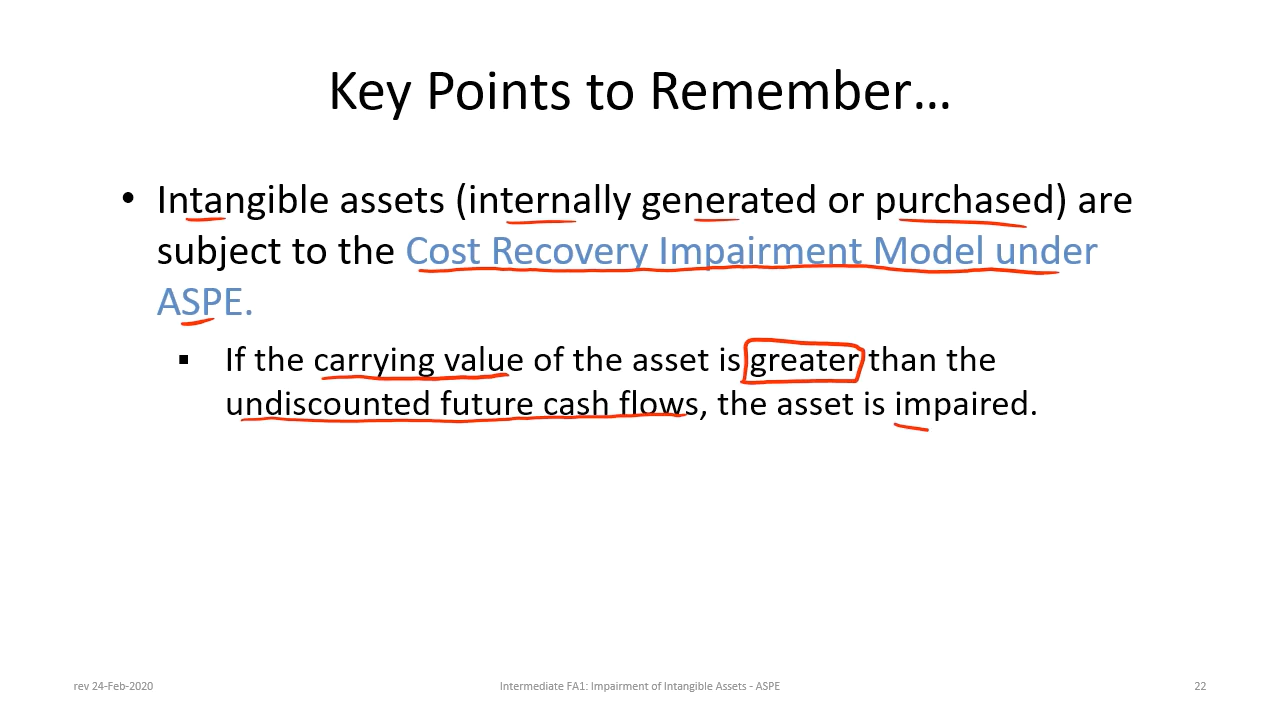 Key Points to Remember…
• Intangible assets (internally generated or purchased) are
subject to the Cost Recovery Impairment Model under
ASPE.
▪ If the carrying value of the asset is greater than the
undiscounted future cash flows, the asset is impaired.
rev 24-Feb-2020
Intermediate FA1: Impairment of Intangible Assets - ASPE
22